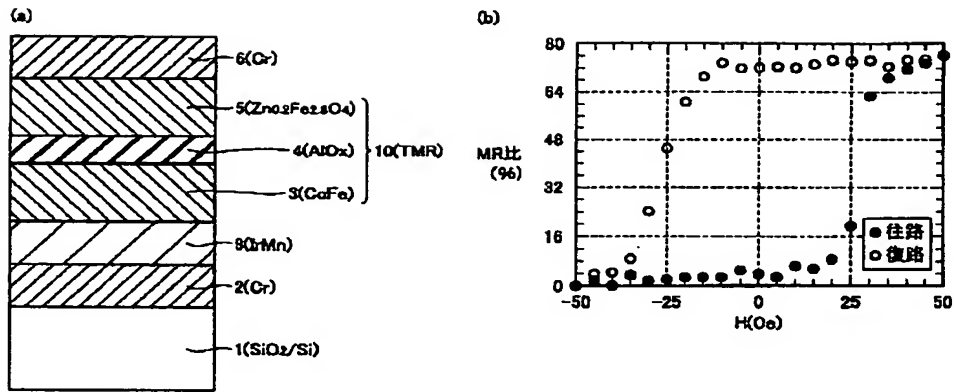 (a)
6(Cr)
5(Zn0.2Fe2.8O4)
4(AlOx)
10(TMR)
3(CoFe)
8(IrMn)
2(Cr)
1(SiO2/Si)
(b)
80
64
48
32
16
0
MR比
(%)
往路
復路
-50
-25
0
25
50
H(Oe)